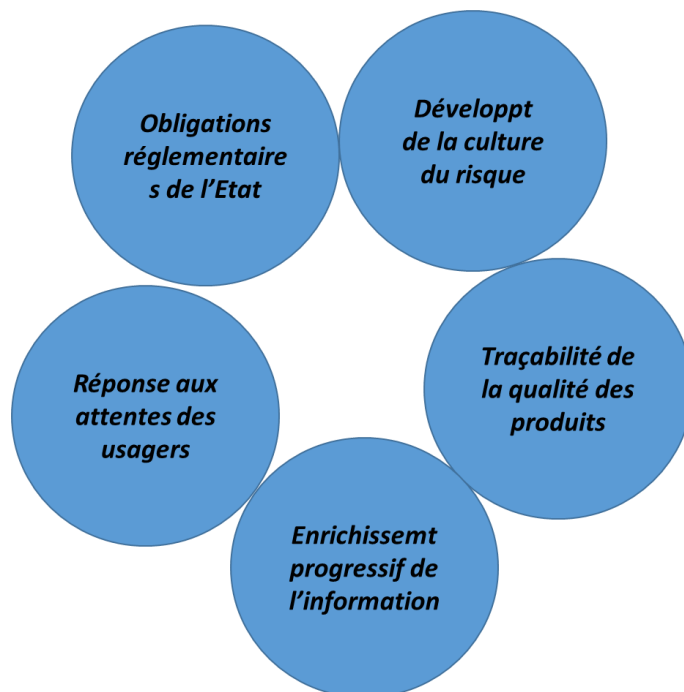 Obligations
réglementaire
s de l’Etat
Développt
de la culture
du risque
Traçabilité de
la qualité des
produits
Enrichissemt
progressif de
l’information
Réponse aux
attentes des
usagers